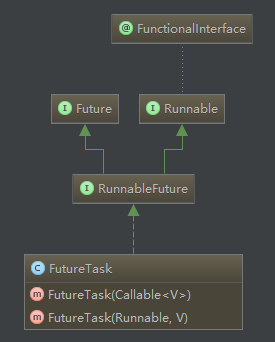 @ FunctionalInterface
I Future
I Runnable
I RunnableFuture
C FutureTask
m FutureTask(Callable<V>)
m FutureTask(Runnable, V)